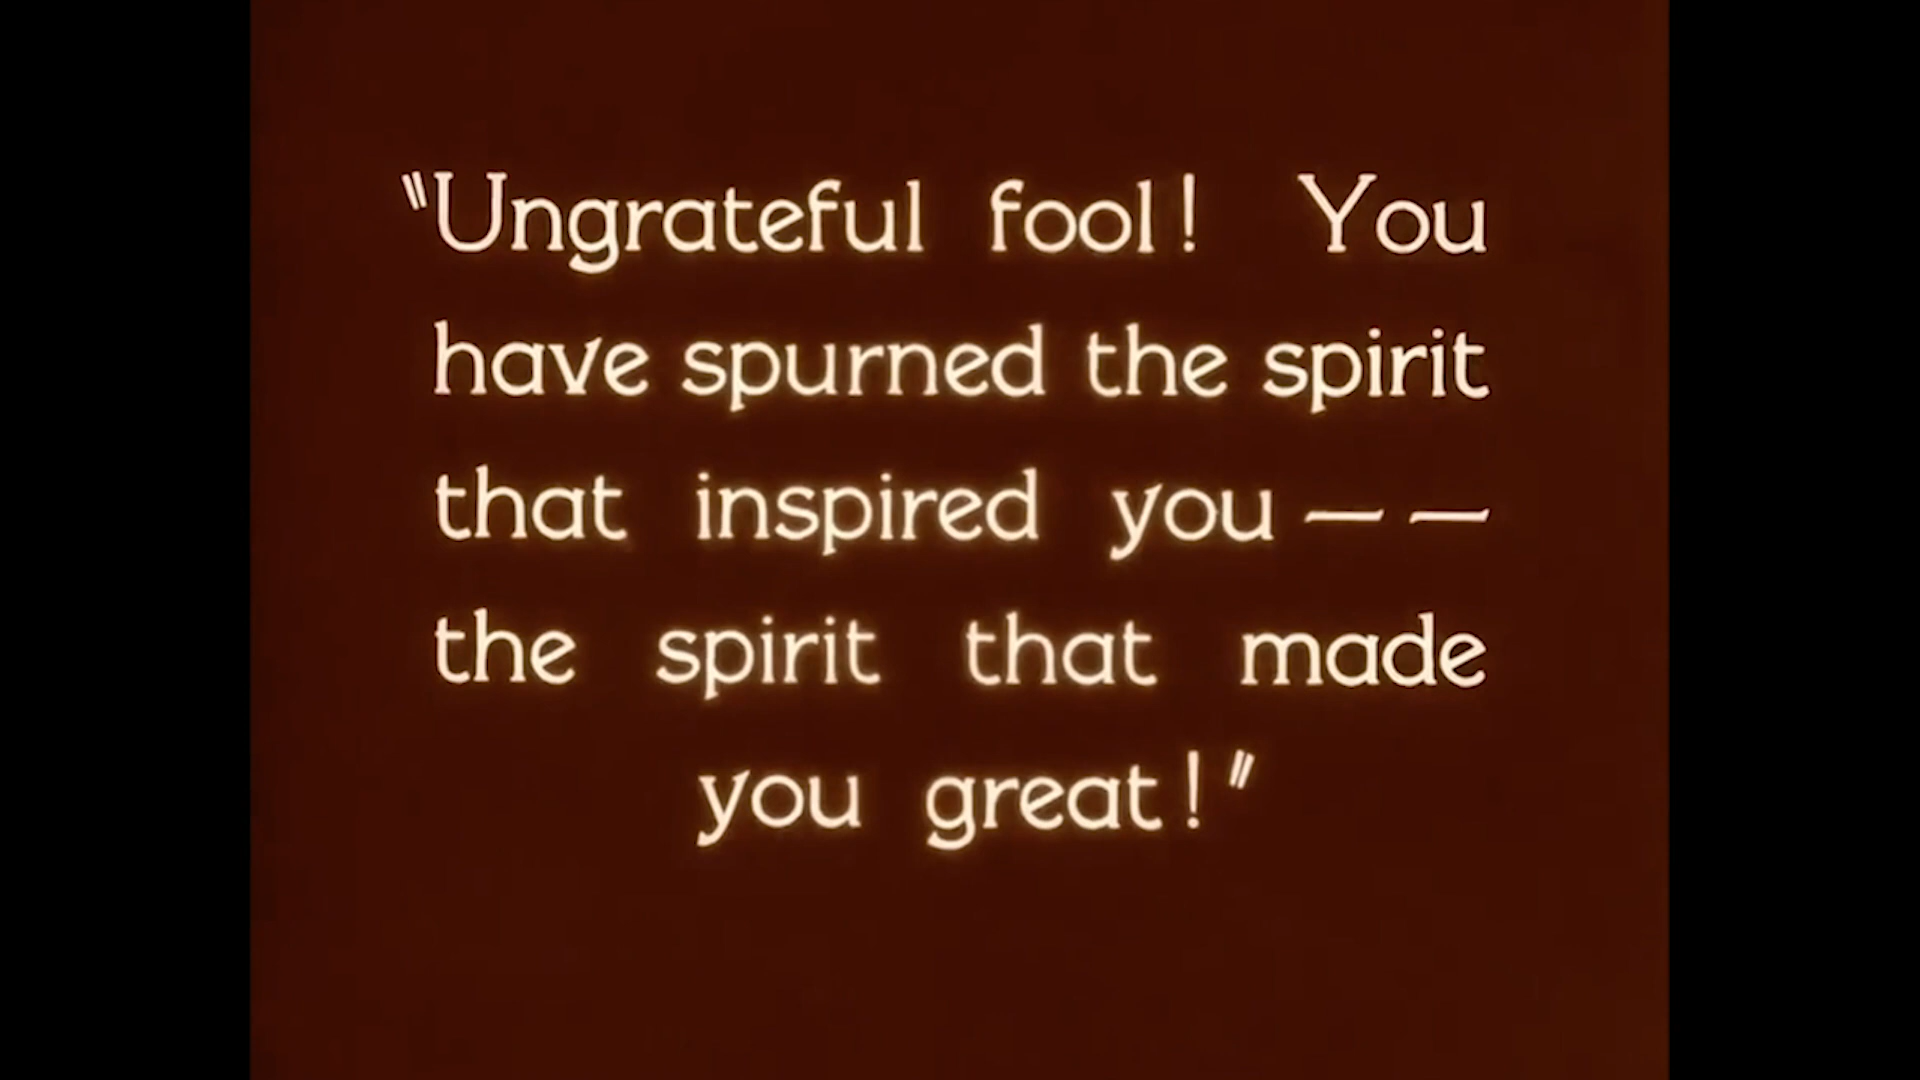 "Ungrateful fool! You
have spurned the spirit
that inspired you — —
the spirit that made
you great!"